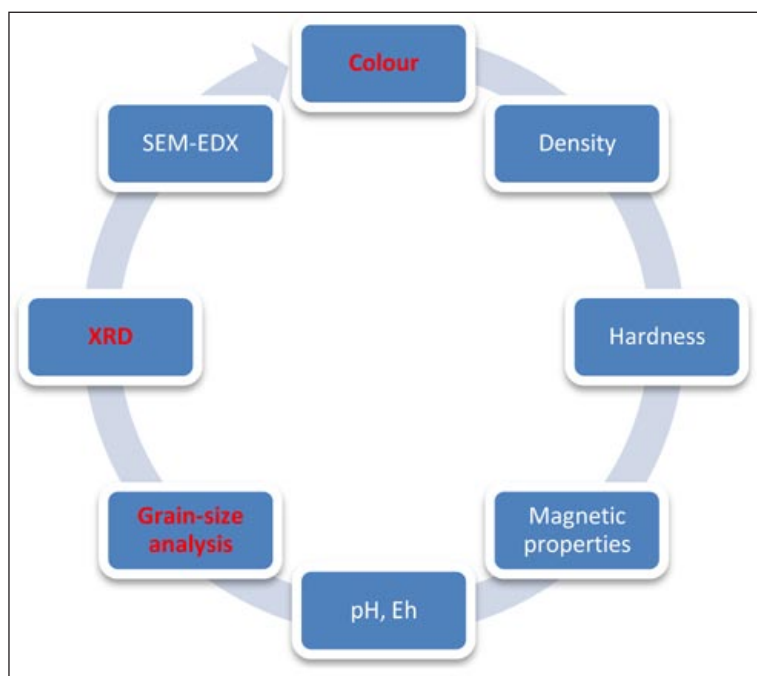 Colour
Density
Hardness
Magnetic
properties
pH, Eh
Grain-size
analysis
XRD
SEM-EDX